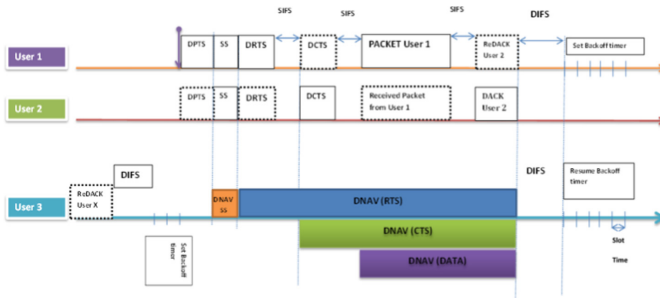 SIFS
SIFS
SIFS
DIFS
User 1
DPTS
SS
DRTS
DCTS
PACKET User 1
ReDACK
User 2
Set Backoff timer
User 2
DPTS
SS
DRTS
DCTS
Received Packet
from User 1
DACK
User 2
User 3
ReDACK
User X
DIFS
Set Backoff
timer
DNAV
SS
DNAV (RTS)
DNAV (CTS)
DNAV (DATA)
DIFS
Resume Backoff
timer
Slot
Time